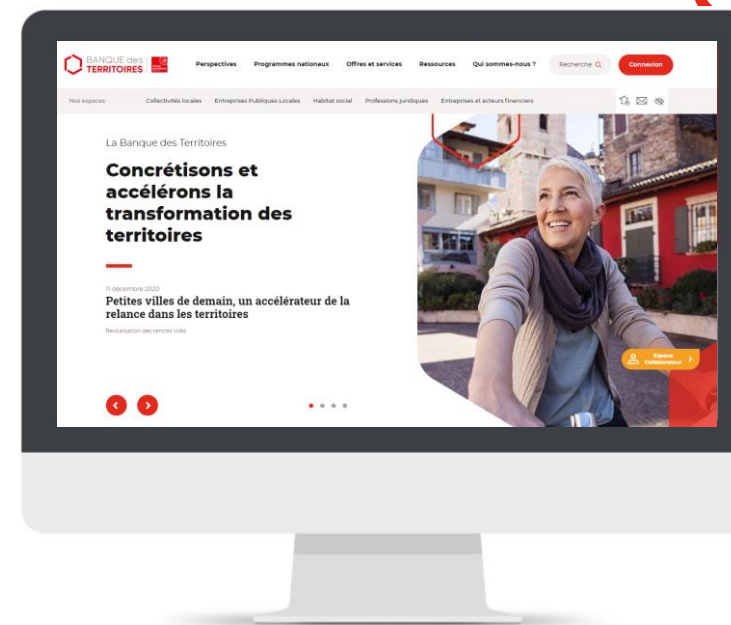 BANQUE des
TERRITOIRES
Perspectives Programmes nationaux Offres et services Ressources Qui sommes-nous ? Recherche Connexion
Nos espaces Collectivités locales Entreprises Publiques Locales Habitat social Professions juridiques Entreprises et acteurs financiers
La Banque des Territoires
Concrétisons et
accélérons la
transformation des
territoires
11 décembre 2020
Petites villes de demain, un accélérateur de la
relance dans les territoires
Revitalisation des centres villes
Espace
Collaborateur